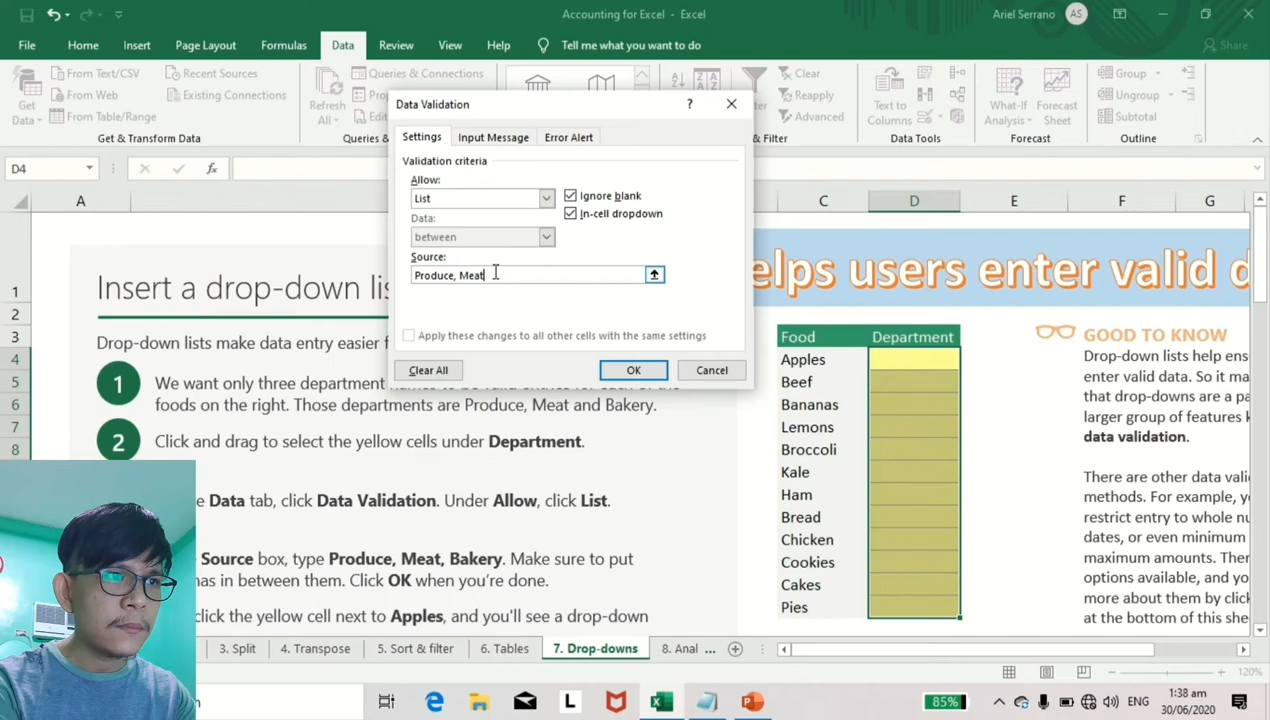 Accounting for Excel - Excel
Ariel Serrano
AS
File Home Insert Page Layout Formulas Data Review View Help Tell me what you want to do Share
From Text/CSV
From Web
From Table/Range
Recent Sources
Existing Connections
Get
Data
Get & Transform Data
Refresh
All
Queries & Connections
Clear
Reapply
Advanced
Text to
Columns
Data Tools
What-If
Analysis
Forecast
Sheet
Forecast
Group
Ungroup
Subtotal
Outline
Data Validation
Settings Input Message Error Alert
Validation criteria
Allow:
List
Ignore blank
In-cell dropdown
Data:
between
Source:
Produce, Meat
Apply these changes to all other cells with the same settings
Clear All OK Cancel
D4
A C D E F G
1
2
3
4
5
6
7
8
Insert a drop-down
elps users enter valid
Drop-down lists make data entry easier
1
We want only three department
foods on the right. Those departments are Produce, Meat and Bakery.
2
Click and drag to select the yellow cells under Department.
Data tab, click Data Validation. Under Allow, click List.
Source box, type Produce, Meat, Bakery. Make sure to put
in between them. Click OK when you're done.
click the yellow cell next to Apples, and you'll see a drop-down
Food Department
Apples
Beef
Bananas
Lemons
Broccoli
Kale
Ham
Bread
Chicken
Cookies
Cakes
Pies
GOOD TO KNOW
Drop-down lists help
enter valid data. So it
that drop-downs are a
larger group of features
data validation.
There are other data
methods. For example,
restrict entry to whole
dates, or even minimum
maximum amounts.
options available, and
more about them by
at the bottom of this
3. Split 4. Transpose 5. Sort & filter 6. Tables 7. Drop-downs 8. Anal ...
120%
85%
ENG
1:38 am
30/06/2020